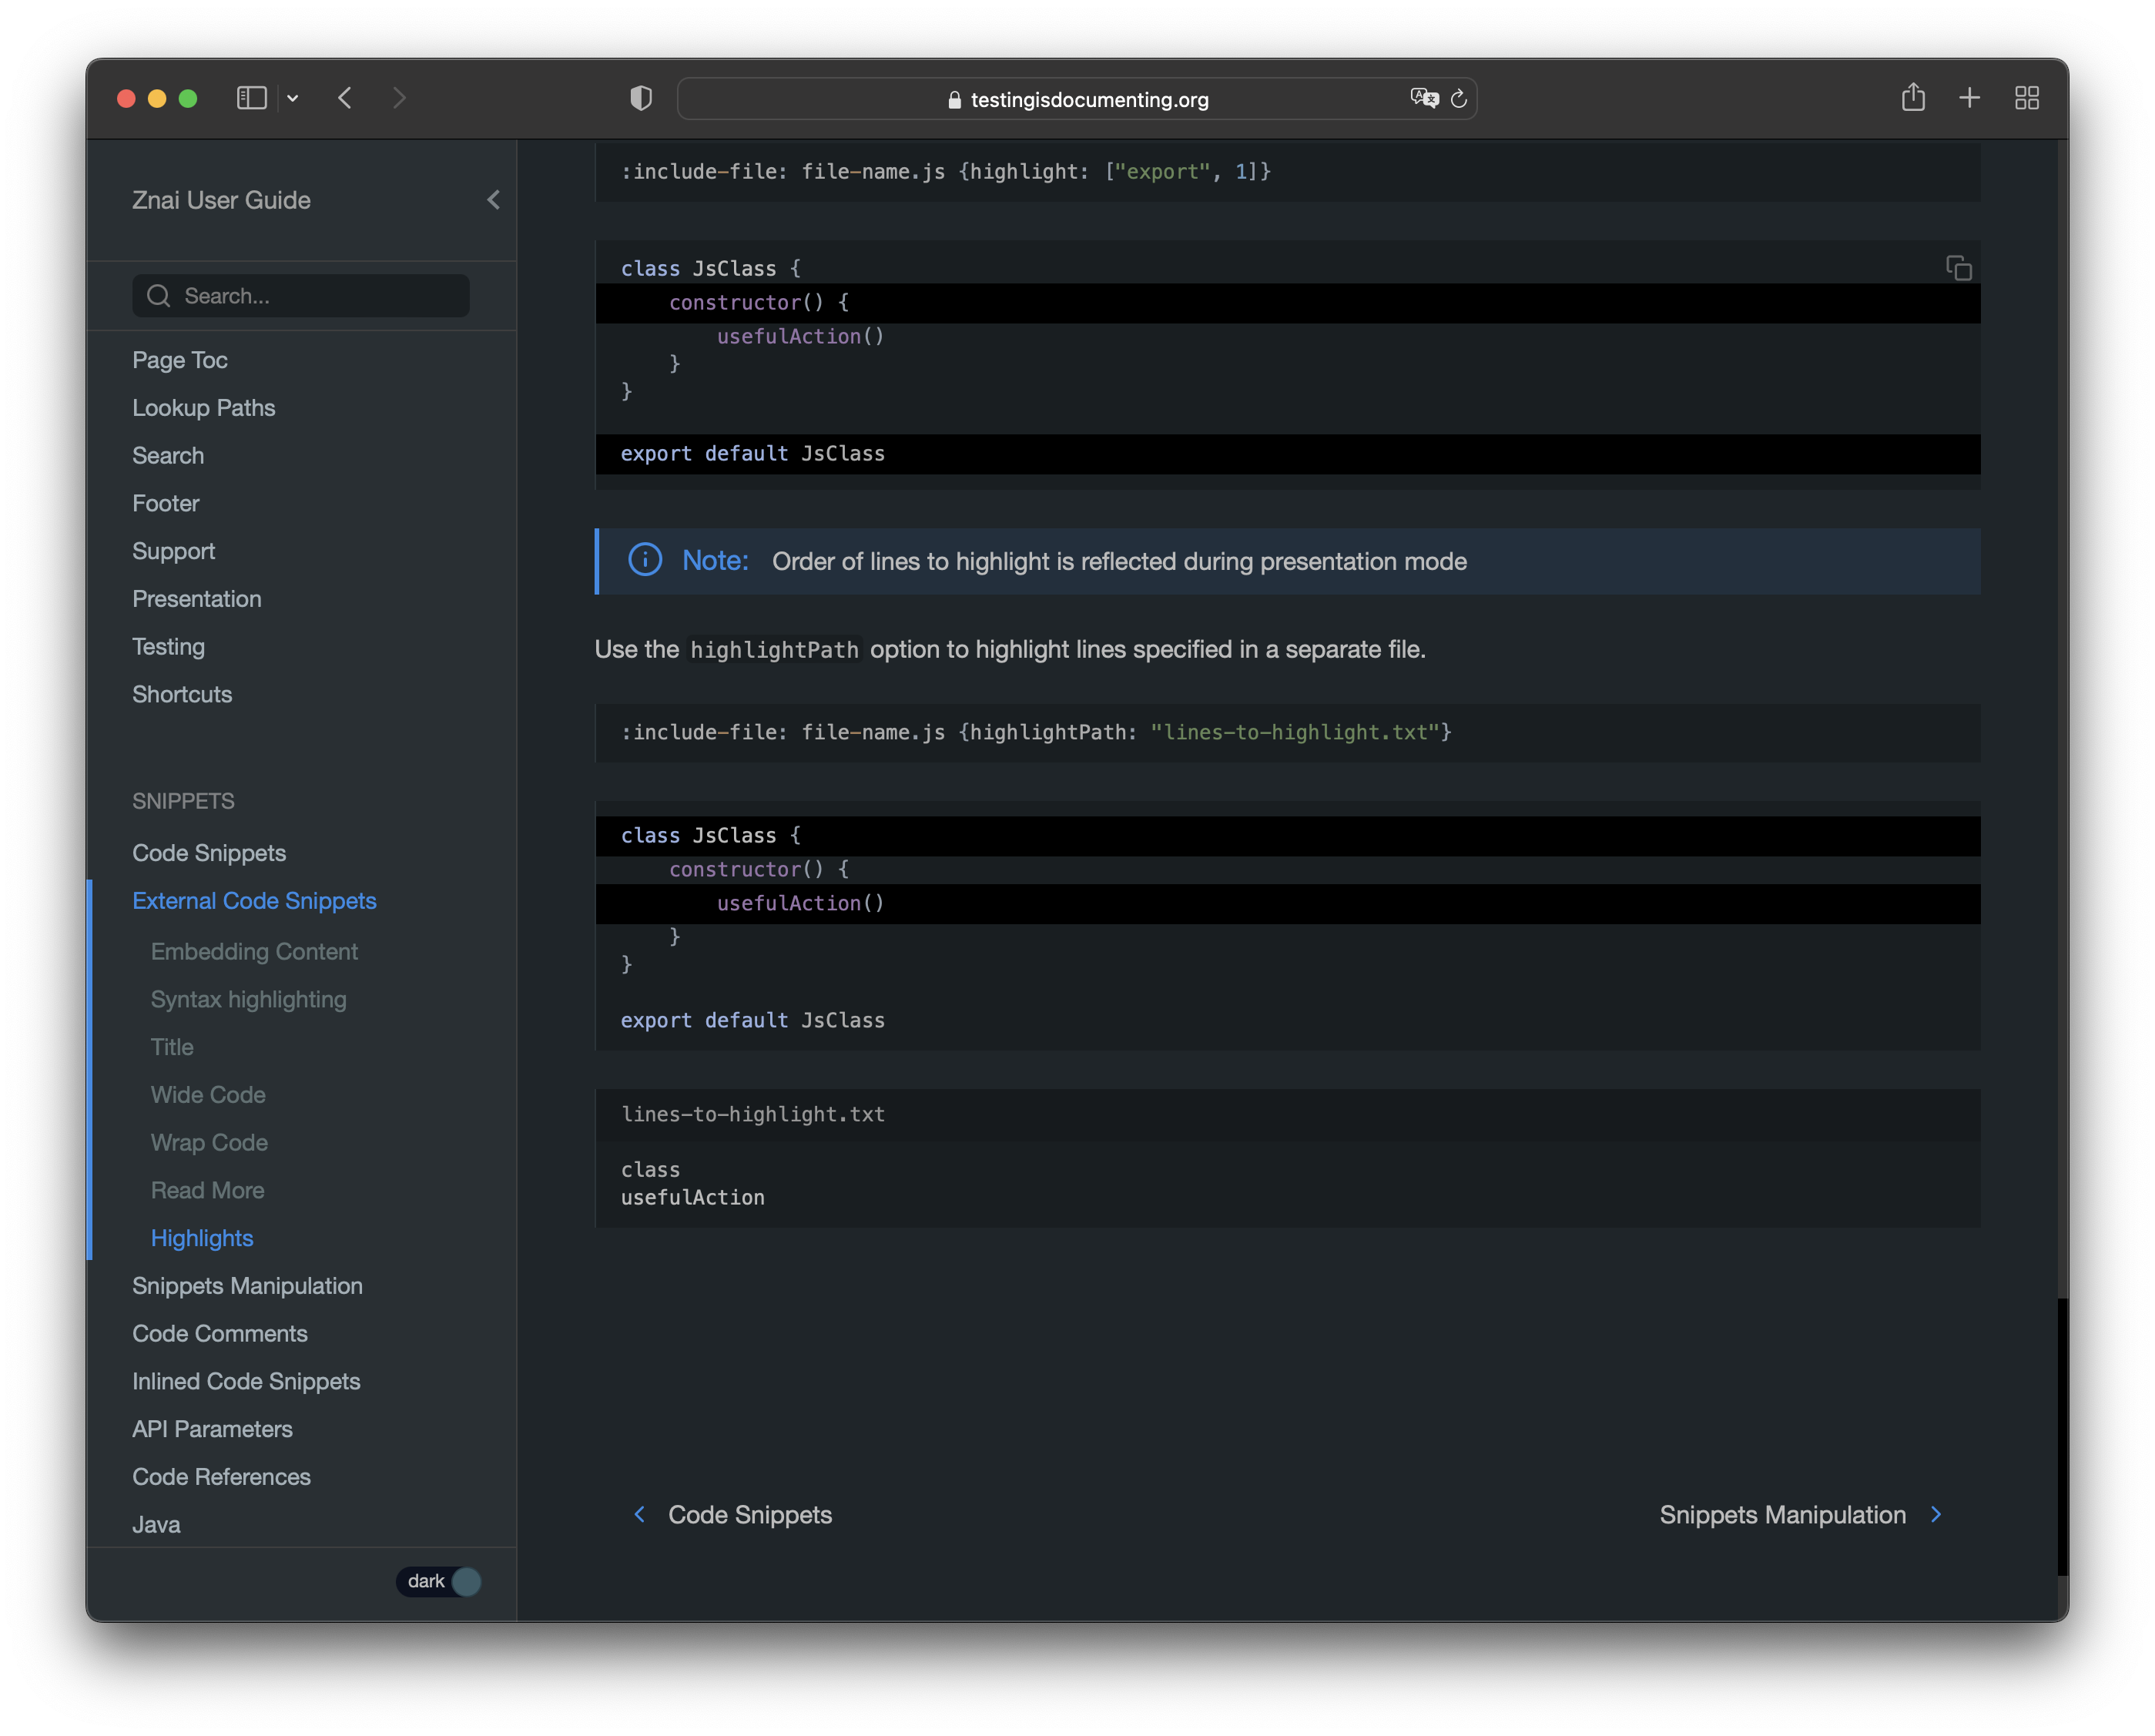 testingisdocumenting.org
Znai User Guide
Search...
Page Toc
Lookup Paths
Search
Footer
Support
Presentation
Testing
Shortcuts
SNIPPETS
Code Snippets
External Code Snippets
Embedding Content
Syntax highlighting
Title
Wide Code
Wrap Code
Read More
Highlights
Snippets Manipulation
Code Comments
Inlined Code Snippets
API Parameters
Code References
Java
dark
:include-file: file-name.js {highlight: ["export", 1]}
class JsClass {
    constructor() {
        usefulAction()
    }
}
export default JsClass
Note: Order of lines to highlight is reflected during presentation mode
Use the highlightPath option to highlight lines specified in a separate file.
:include-file: file-name.js {highlightPath: "lines-to-highlight.txt"}
class JsClass {
    constructor() {
        usefulAction()
    }
}
export default JsClass
lines-to-highlight.txt
class
usefulAction
Code Snippets
Snippets Manipulation